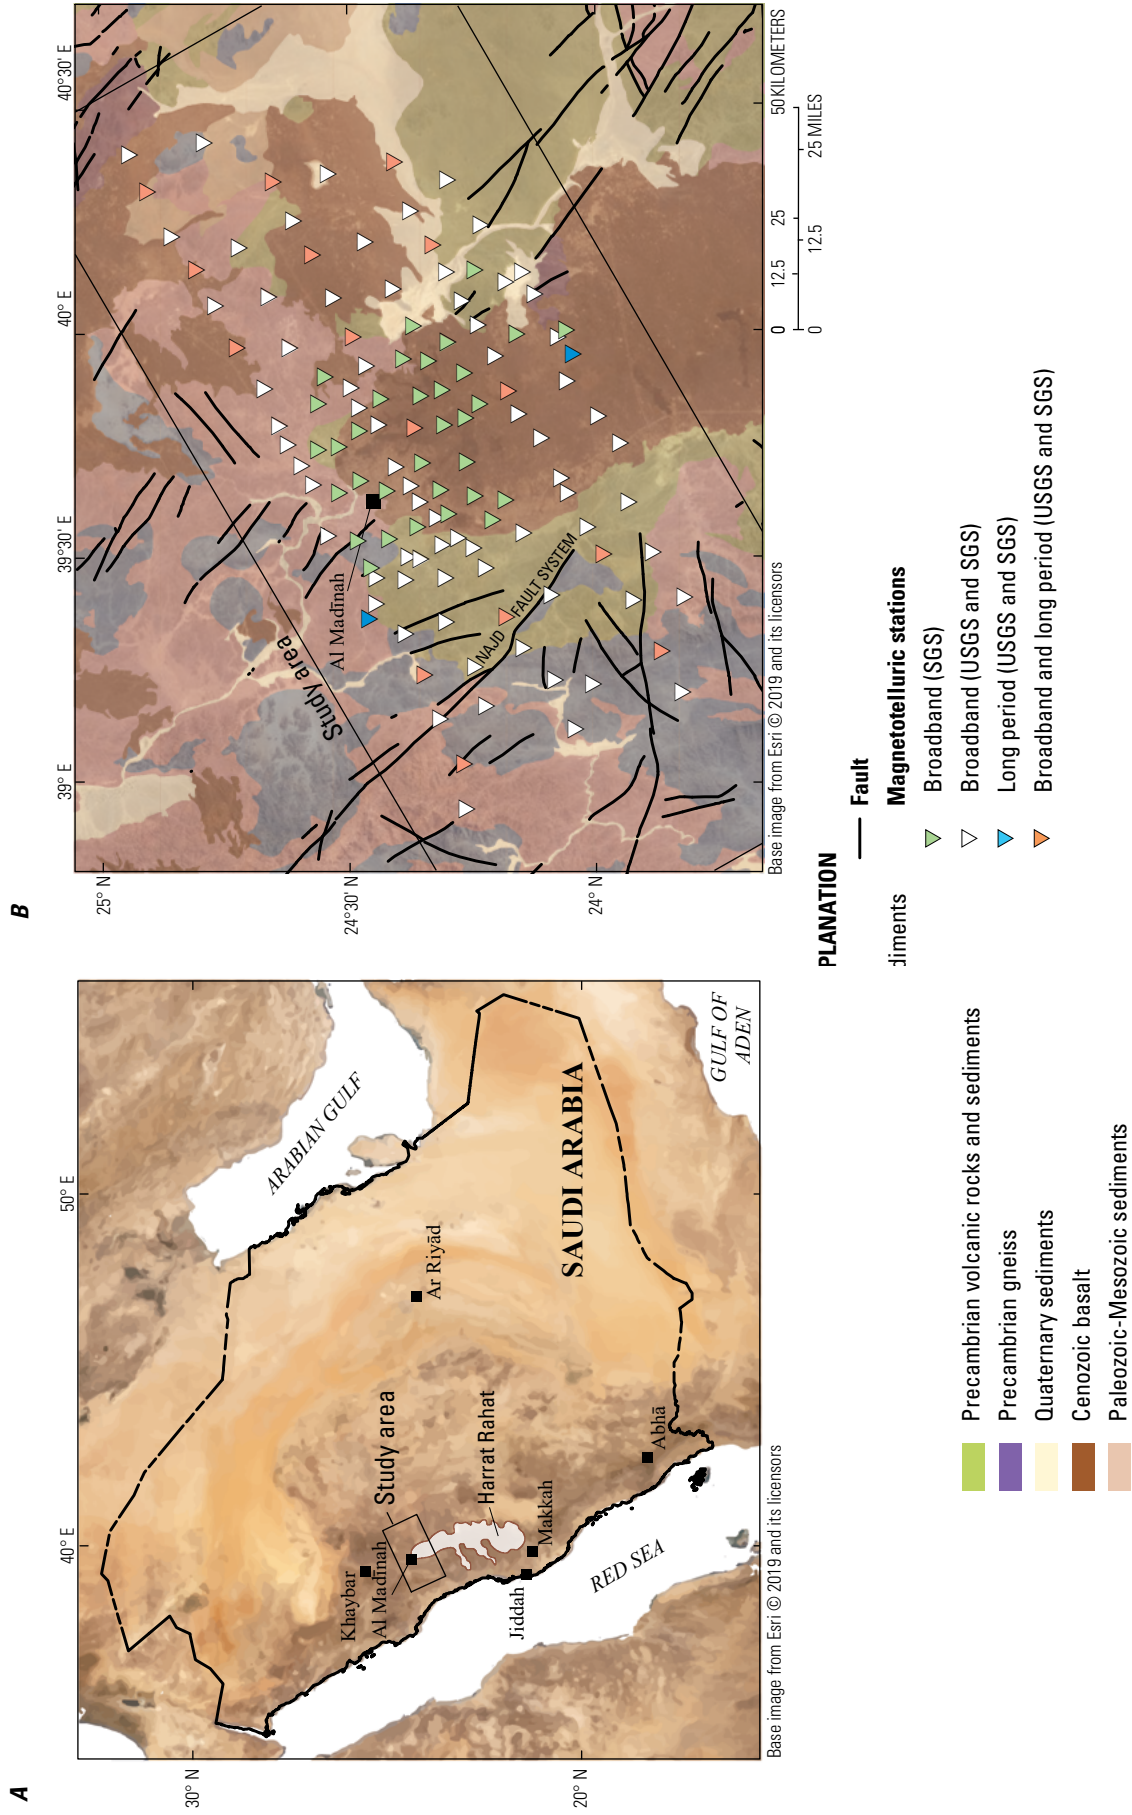 A
40° E
50° E
30° N
20° N
ARABIAN GULF
Khaybar
Al Madīnah
Study area
Ar Riyād
Harrat Rahat
SAUDI ARABIA
Jiddah
Makkah
RED SEA
Abhā
GULF OF
ADEN
Base image from Esri © 2019 and its licensors
B
39° E
39°30' E
40° E
40°30' E
25° N
24°30' N
24° N
Study area
Al Madīnah
NAJD FAULT SYSTEM
Base image from Esri © 2019 and its licensors
0 12.5 25 50 KILOMETERS
0 12.5 25 MILES
PLANATION
diments
Precambrian volcanic rocks and sediments
Precambrian gneiss
Quaternary sediments
Cenozoic basalt
Paleozoic-Mesozoic sediments
Fault
Magnetotelluric stations
Broadband (SGS)
Broadband (USGS and SGS)
Long period (USGS and SGS)
Broadband and long period (USGS and SGS)